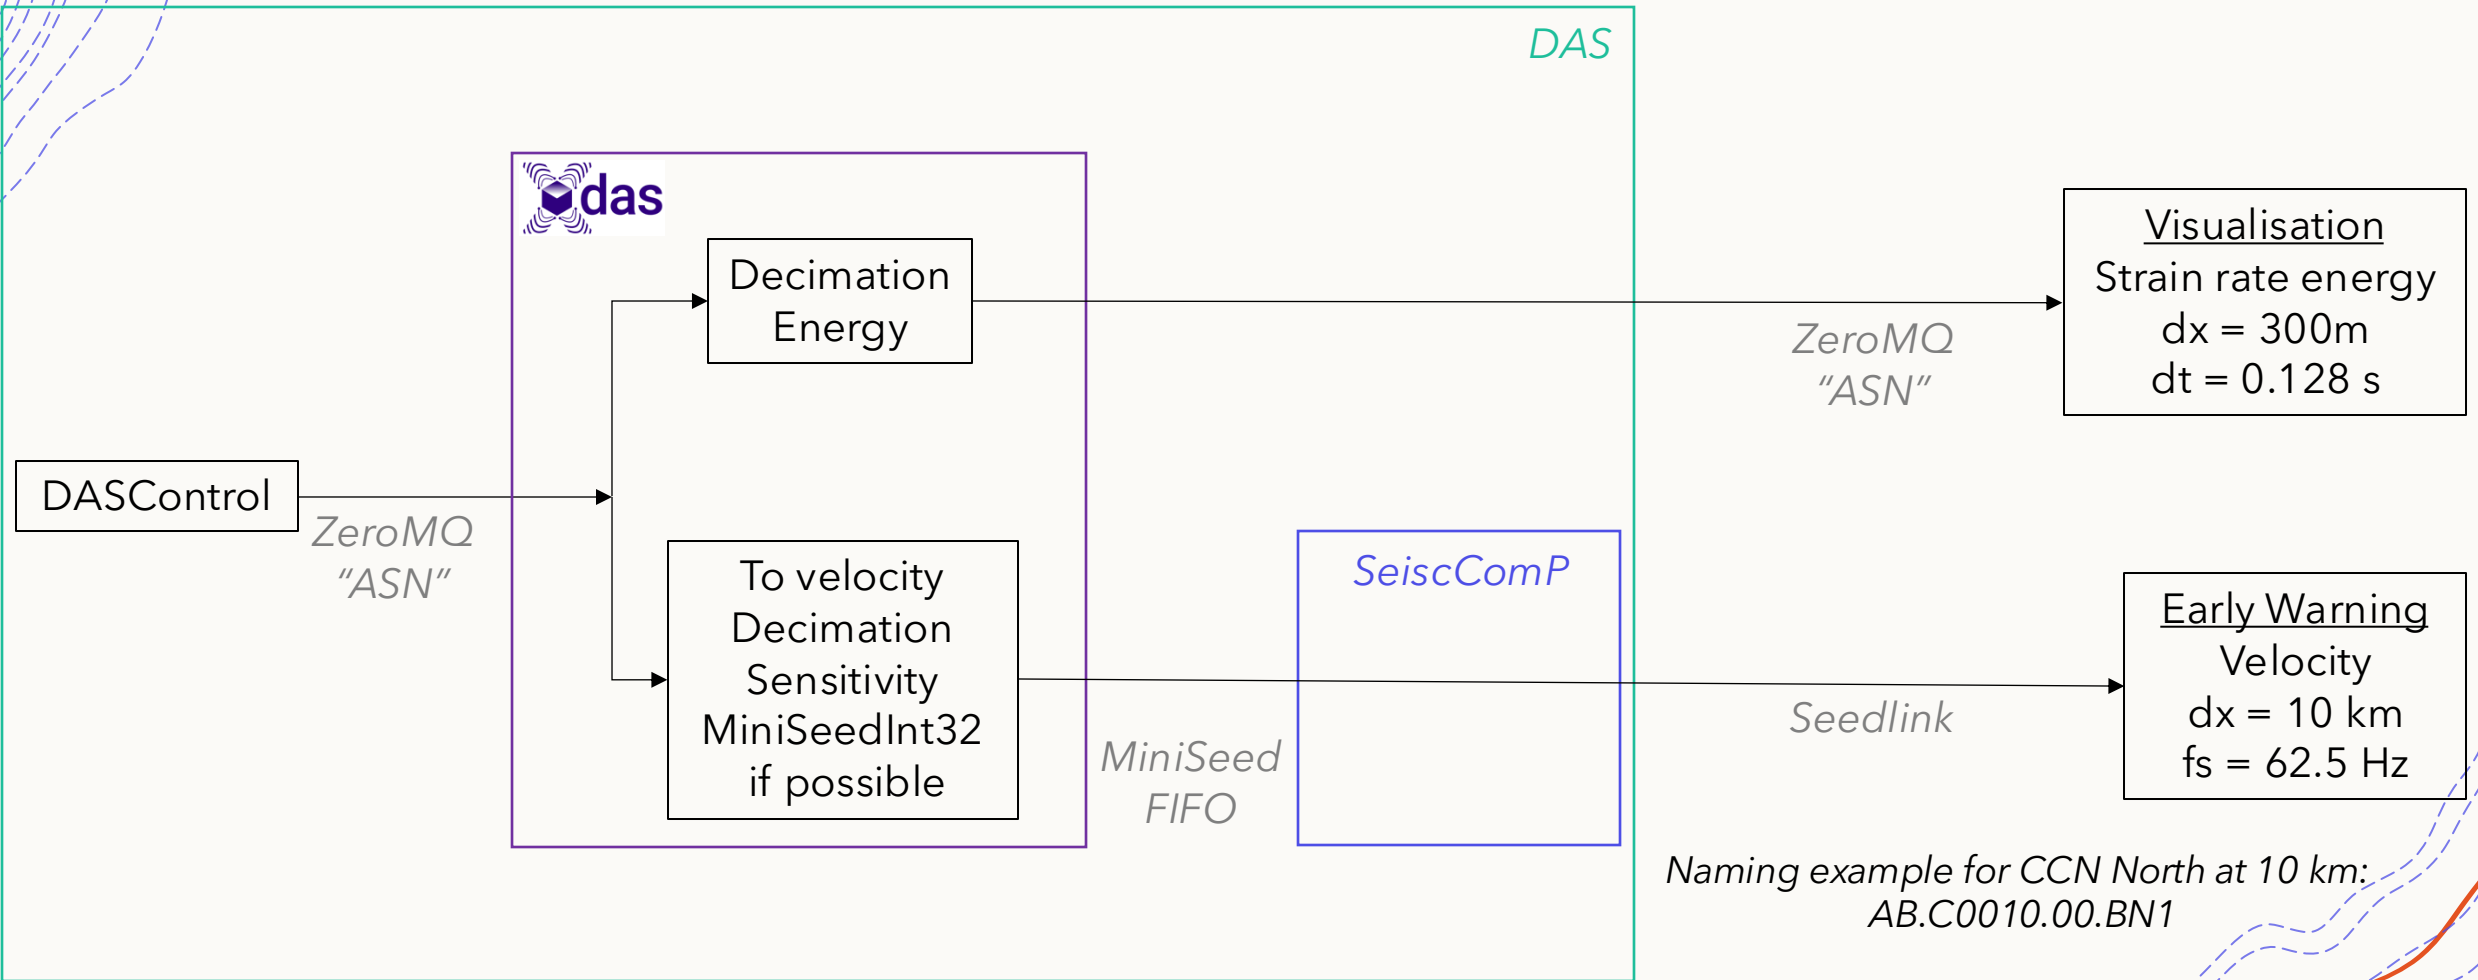 DAS
das
Decimation
Energy
Visualisation
Strain rate energy
dx = 300m
dt = 0.128 s
ZeroMQ
“ASN”
DASControl
ZeroMQ
“ASN”
To velocity
Decimation
Sensitivity
MiniSeedInt32
if possible
MiniSeed
FIFO
SeiscComP
Seedlink
Early Warning
Velocity
dx = 10 km
fs = 62.5 Hz
Naming example for CCN North at 10 km:
AB.C0010.00.BN1